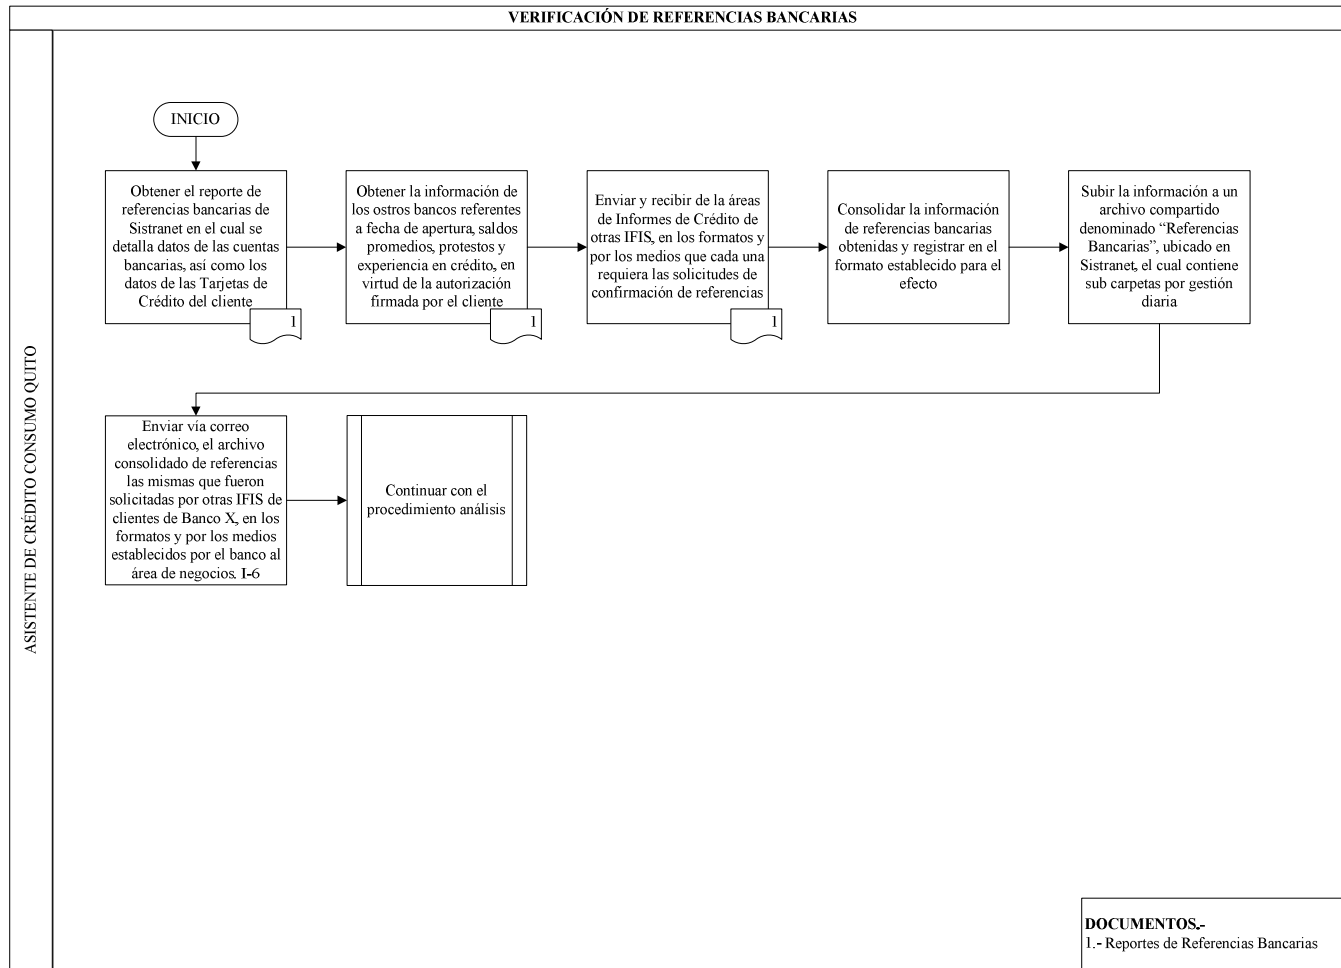 VERIFICACIÓN DE REFERENCIAS BANCARIAS
ASISTENTE DE CRÉDITO CONSUMO QUITO
INICIO
Obtener el reporte de
referencias bancarias de
Sistranet en el cual se
detalla datos de las cuentas
bancarias, así como los
datos de las Tarjetas de
Crédito del cliente
1
Obtener la información de
los ostros bancos referentes
a fecha de apertura, saldos
promedios, protestos y
experiencia en crédito, en
virtud de la autorización
firmada por el cliente
1
Enviar y recibir de la áreas
de Informes de Crédito de
otras IFIS, en los formatos y
por los medios que cada una
requiera las solicitudes de
confirmación de referencias
1
Consolidar la información
de referencias bancarias
obtenidas y registrar en el
formato establecido para el
efecto
Subir la información a un
archivo compartido
denominado “Referencias
Bancarias”, ubicado en
Sistranet, el cual contiene
sub carpetas por gestión
diaria
Enviar vía correo
electrónico, el archivo
consolidado de referencias
las mismas que fueron
solicitadas por otras IFIS de
clientes de Banco X, en los
formatos y por los medios
establecidos por el banco al
área de negocios. I-6
Continuar con el
procedimiento análisis
DOCUMENTOS.-
1.- Reportes de Referencias Bancarias